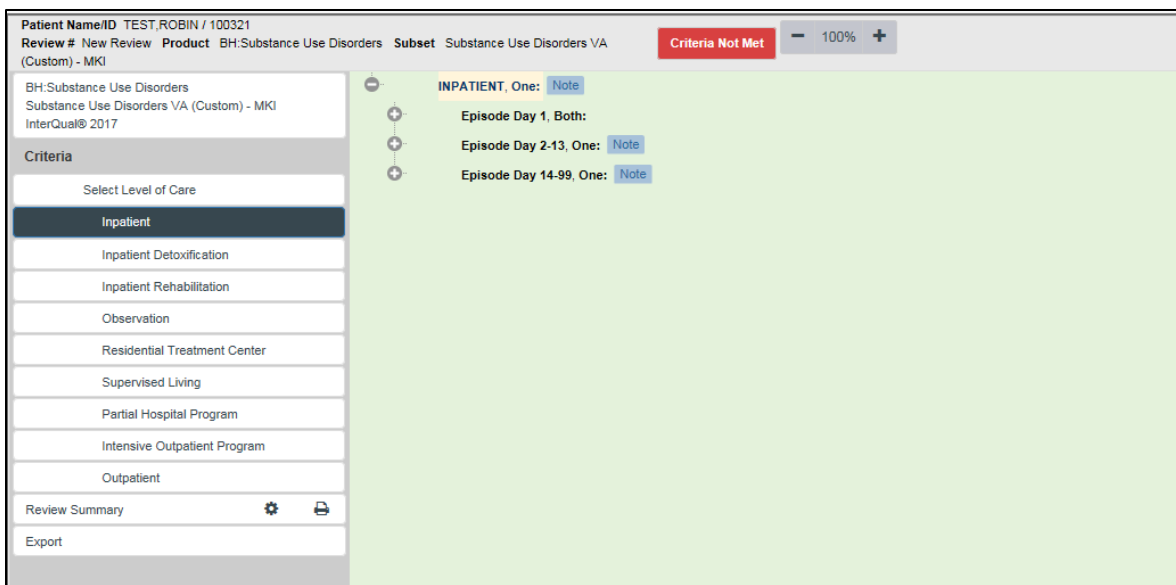 Patient Name/ID TEST,ROBIN / 100321
Review # New Review Product BH:Substance Use Disorders Subset Substance Use Disorders VA
(Custom) - MKI
Criteria Not Met
100%
BH:Substance Use Disorders
Substance Use Disorders VA (Custom) - MKI
InterQual® 2017
Criteria
Select Level of Care
Inpatient
Inpatient Detoxification
Inpatient Rehabilitation
Observation
Residential Treatment Center
Supervised Living
Partial Hospital Program
Intensive Outpatient Program
Outpatient
Review Summary
Export
INPATIENT, One: Note
Episode Day 1, Both:
Episode Day 2-13, One: Note
Episode Day 14-99, One: Note